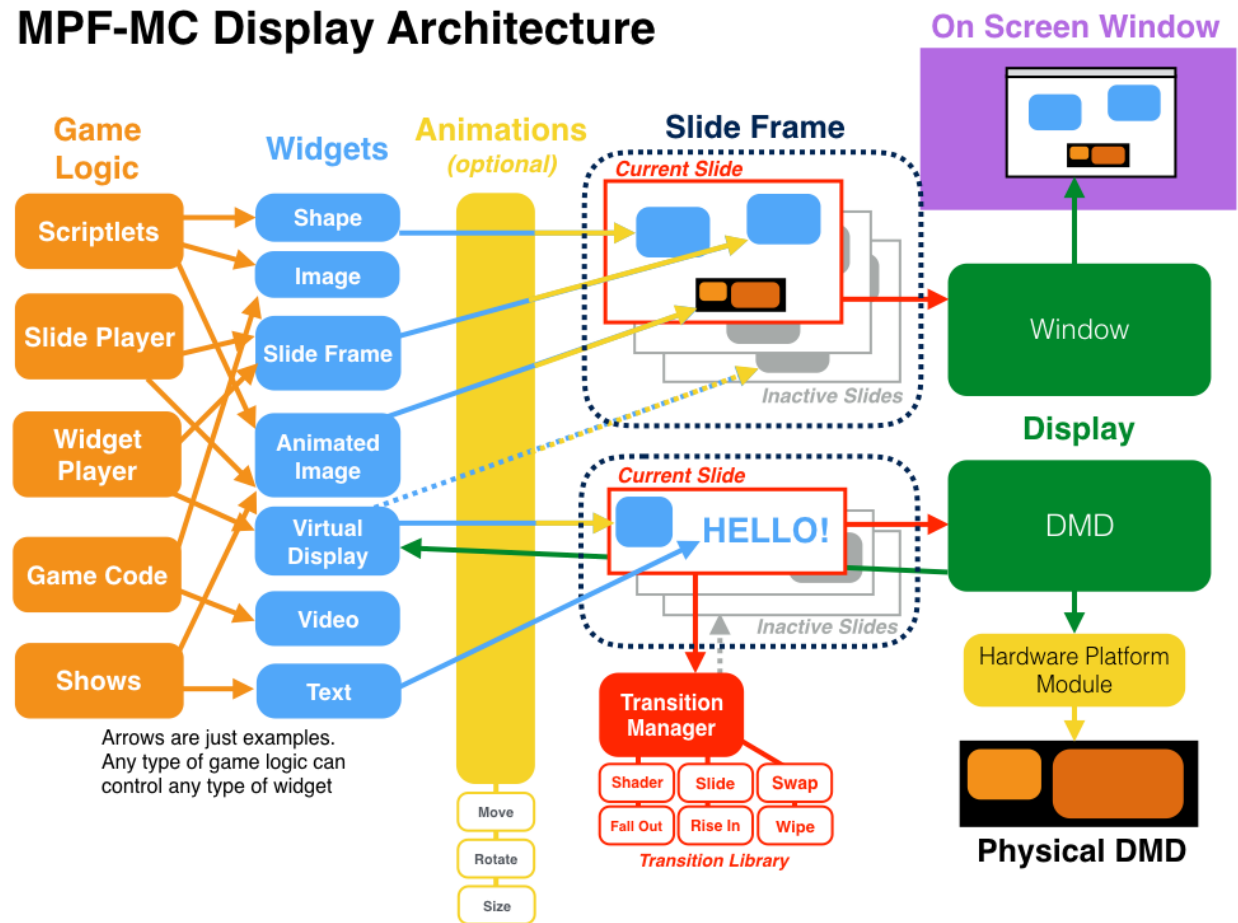 MPF-MC Display Architecture
On Screen Window
Game
Logic
Widgets
Animations
(optional)
Slide Frame
Scriptlets
Slide Player
Widget
Player
Game Code
Shows
Arrows are just examples.
Any type of game logic can
control any type of widget
Shape
Image
Slide Frame
Animated
Image
Virtual
Display
Video
Text
Move
Rotate
Size
Current Slide
Inactive Slides
Current Slide
HELLO!
Inactive Slides
Transition
Manager
Shader
Slide
Swap
Fall Out
Rise In
Wipe
Transition Library
Window
Display
DMD
Hardware Platform
Module
Physical DMD